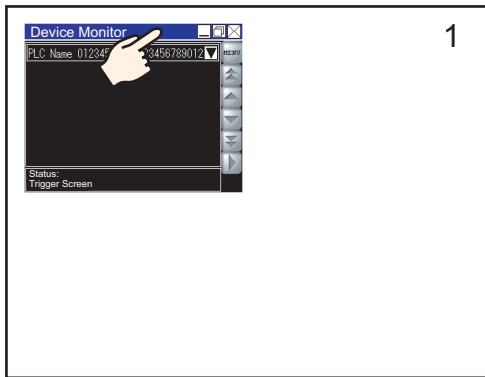 Device Monitor
1
PLC Name 012345 3456789012
MENU
Status:
Trigger Screen